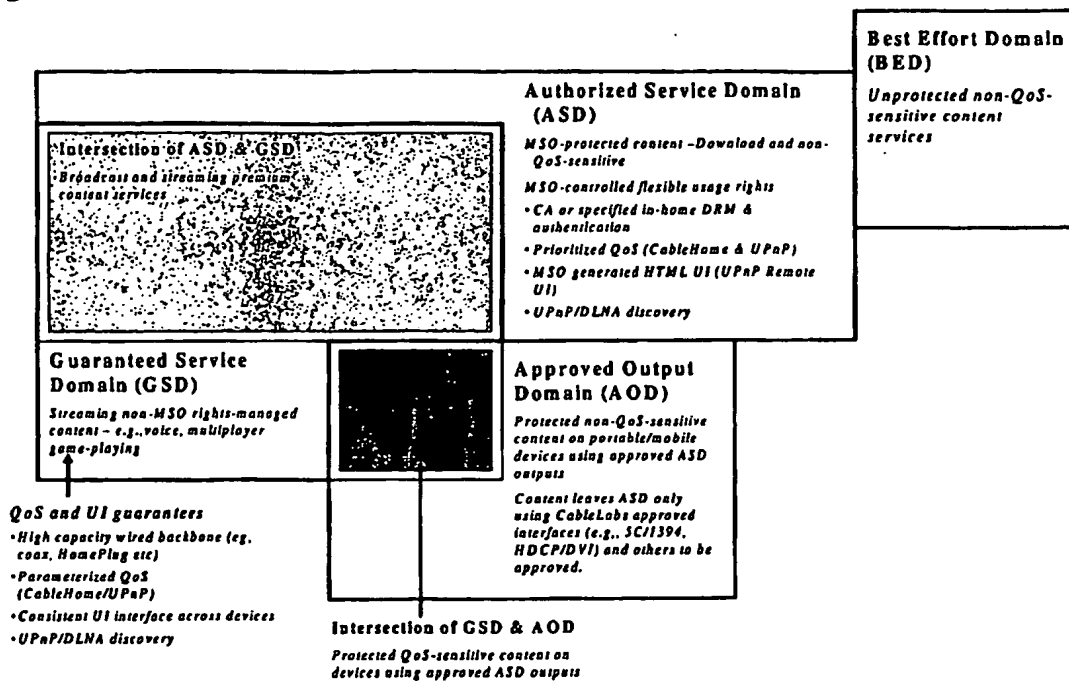 Best Effort Domain
(BED)
Unprotected non-QoS-
sensitive content
services
Authorized Service Domain
(ASD)
MSO-protected content –Download and non-
QoS-sensitive
MSO-controlled flexible usage rights
•CA or specified in-home DRM &
authentication
•Prioritized QoS (CableHome & UPnP)
•MSO generated HTML UI (UPnP Remote
UI)
•UPnP/DLNA discovery
Intersection of ASD & GSD
•Broadcast and streaming premium
content services
Guaranteed Service
Domain (GSD)
Streaming non-MSO rights-managed
content – e.g.,voice, multiplayer
game-playing
Approved Output
Domain (AOD)
Protected non-QoS-sensitive
content on portable/mobile
devices using approved ASD
outputs
Content leaves ASD only
using CableLabs approved
interfaces (e.g., 5C/1394,
HDCP/DVI) and others to be
approved.
QoS and UI guarantees
•High capacity wired backbone (eg,
coax, HomePlug etc)
•Parameterized QoS
(CableHome/UPnP)
•Consistent UI interface across devices
•UPnP/DLNA discovery
Intersection of GSD & AOD
Protected QoS-sensitive content on
devices using approved ASD outputs